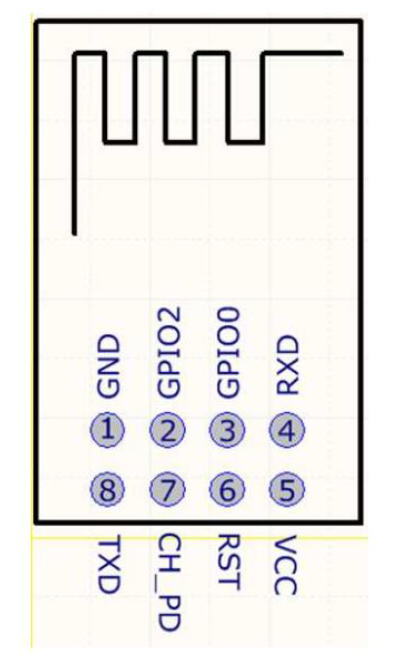 GND GPIO2 GPIO0 RXD
1 2 3 4
8 7 6 5
TXD CH_PD RST VCC